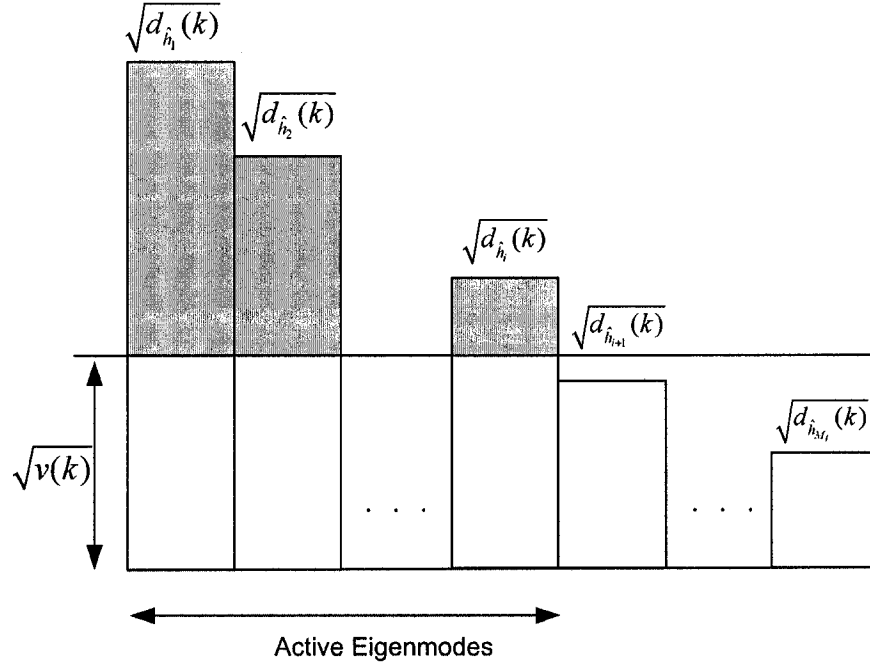 √d_{ĥ_1}(k)
√d_{ĥ_2}(k)
√d_{ĥ_i}(k)
√d_{ĥ_{i+1}}(k)
√d_{ĥ_{M_t}}(k)
√v(k)
. . .
. . .
Active Eigenmodes